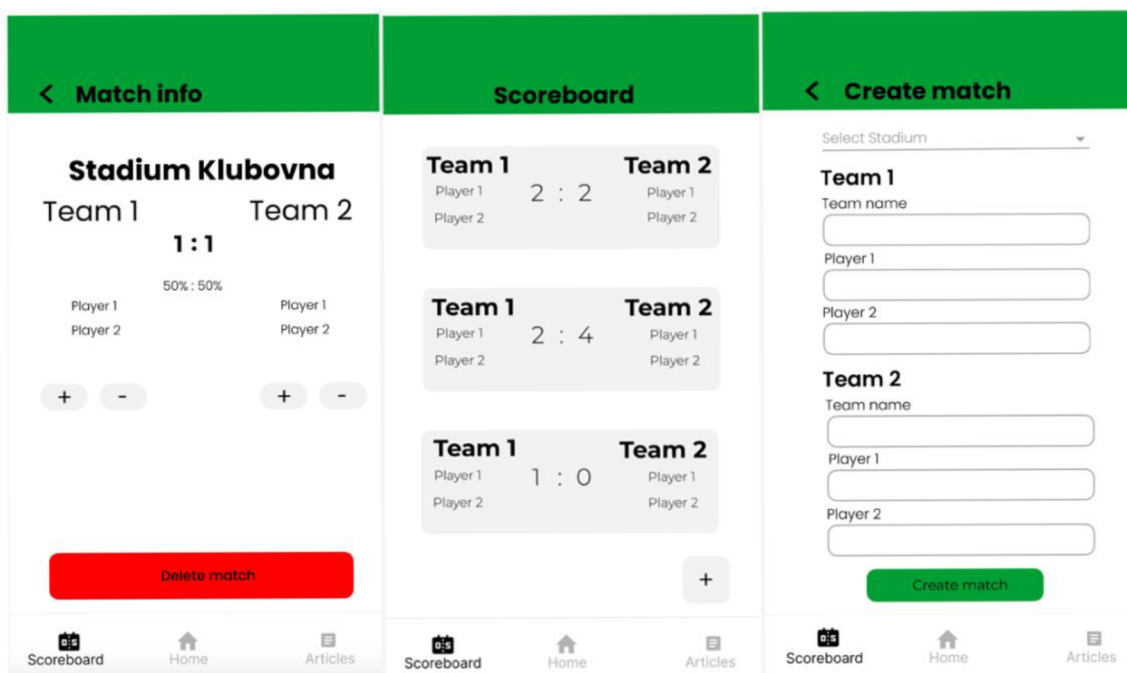 < Match info
Stadium Klubovna
Team 1 Team 2
1 : 1
50% : 50%
Player 1 Player 1
Player 2 Player 2
+ - + -
Delete match
Scoreboard Home Articles
Scoreboard
Team 1 2 : 2 Team 2
Player 1 Player 1
Player 2 Player 2
Team 1 2 : 4 Team 2
Player 1 Player 1
Player 2 Player 2
Team 1 1 : 0 Team 2
Player 1 Player 1
Player 2 Player 2
+
Scoreboard Home Articles
< Create match
Select Stadium
Team 1
Team name
Player 1
Player 2
Team 2
Team name
Player 1
Player 2
Create match
Scoreboard Home Articles